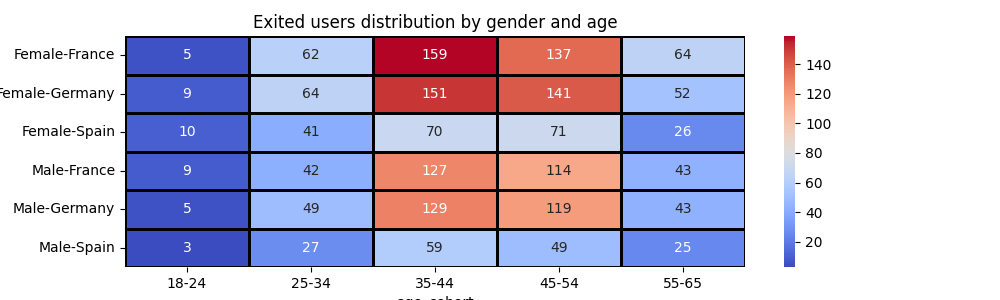 Exited users distribution by gender and age
Female-France 5 62 159 137 64
Female-Germany 9 64 151 141 52
Female-Spain 10 41 70 71 26
Male-France 9 42 127 114 43
Male-Germany 5 49 129 119 43
Male-Spain 3 27 59 49 25
18-24 25-34 35-44 45-54 55-65
age_cohort
140
120
100
80
60
40
20